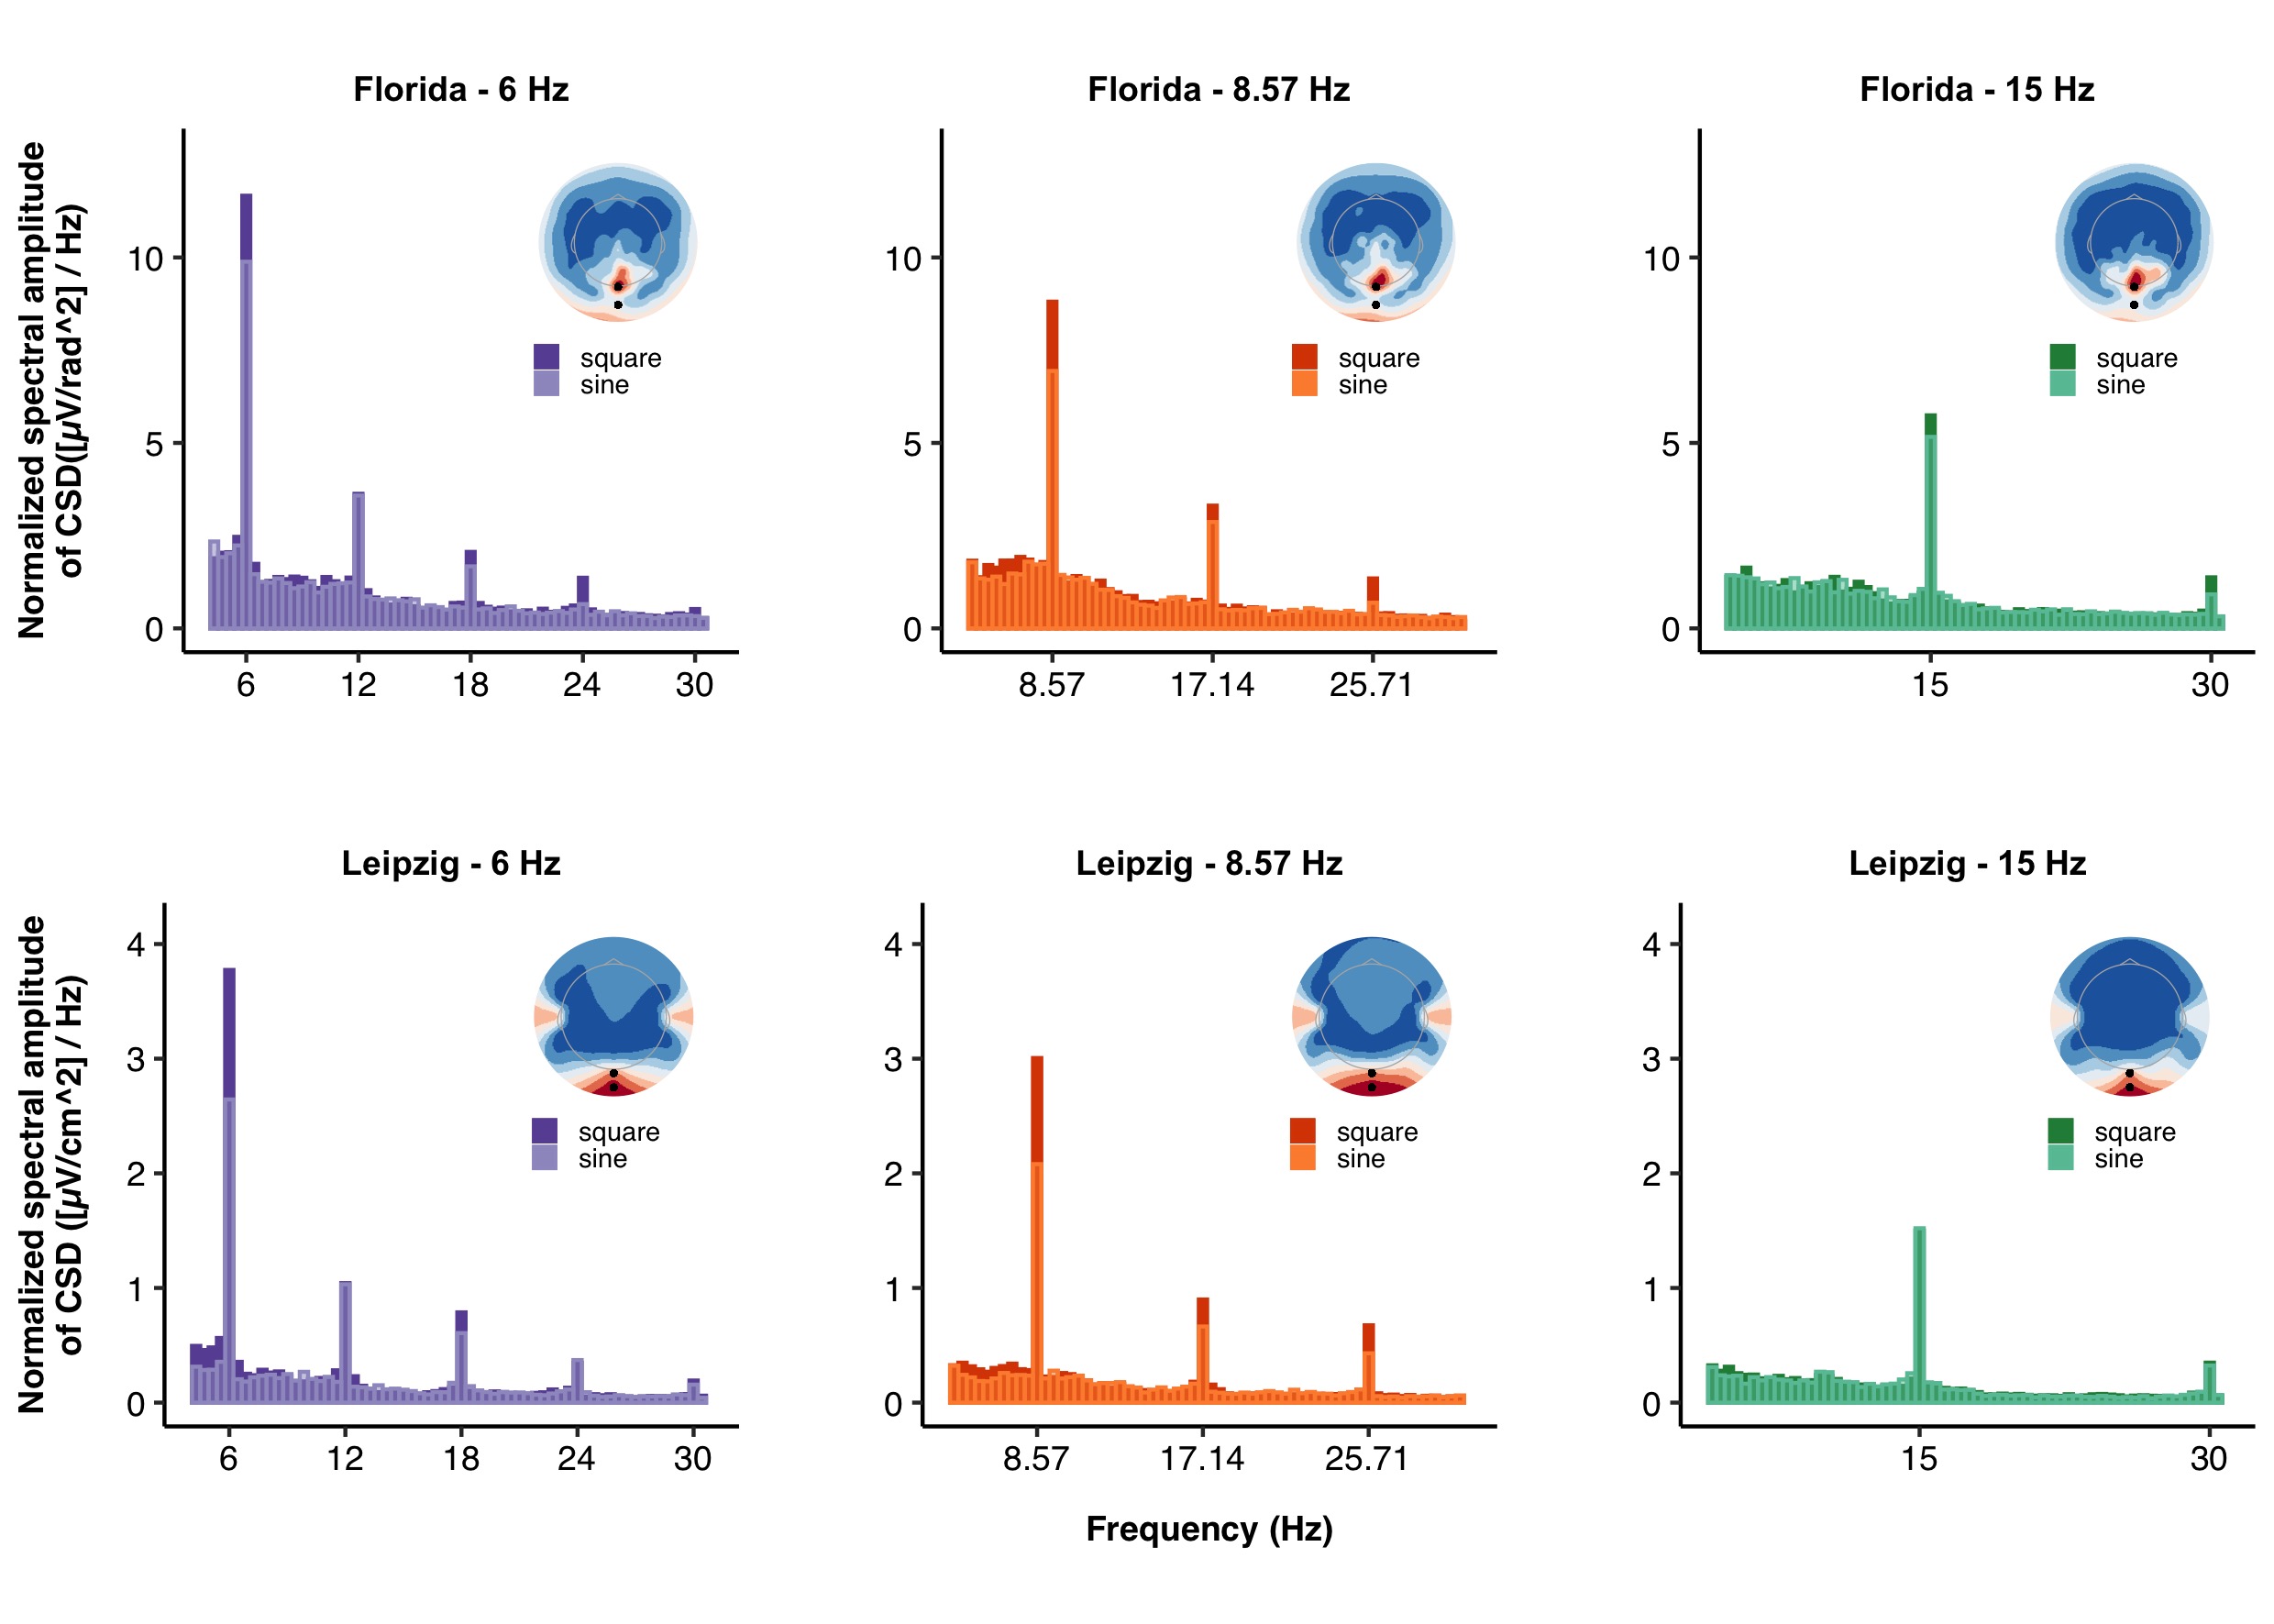 Florida - 6 Hz
Florida - 8.57 Hz
Florida - 15 Hz
Normalized spectral amplitude
of CSD([µV/rad^2] / Hz)
10
5
0
square
sine
6 12 18 24 30
10
5
0
square
sine
8.57 17.14 25.71
10
5
0
square
sine
15 30
Leipzig - 6 Hz
Leipzig - 8.57 Hz
Leipzig - 15 Hz
Normalized spectral amplitude
of CSD ([µV/cm^2] / Hz)
4
3
2
1
0
square
sine
6 12 18 24 30
4
3
2
1
0
square
sine
8.57 17.14 25.71
4
3
2
1
0
square
sine
15 30
Frequency (Hz)